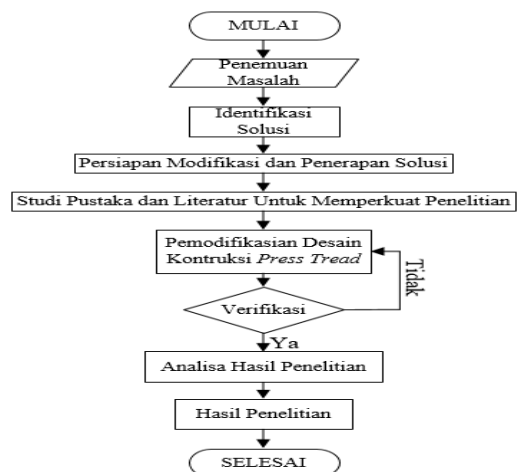 MULAI
Penemuan
Masalah
Identifikasi
Solusi
Persiapan Modifikasi dan Penerapan Solusi
Studi Pustaka dan Literatur Untuk Memperkuat Penelitian
Pemodifikasian Desain
Kontruksi Press Tread
Tidak
Verifikasi
Ya
Analisa Hasil Penelitian
Hasil Penelitian
SELESAI